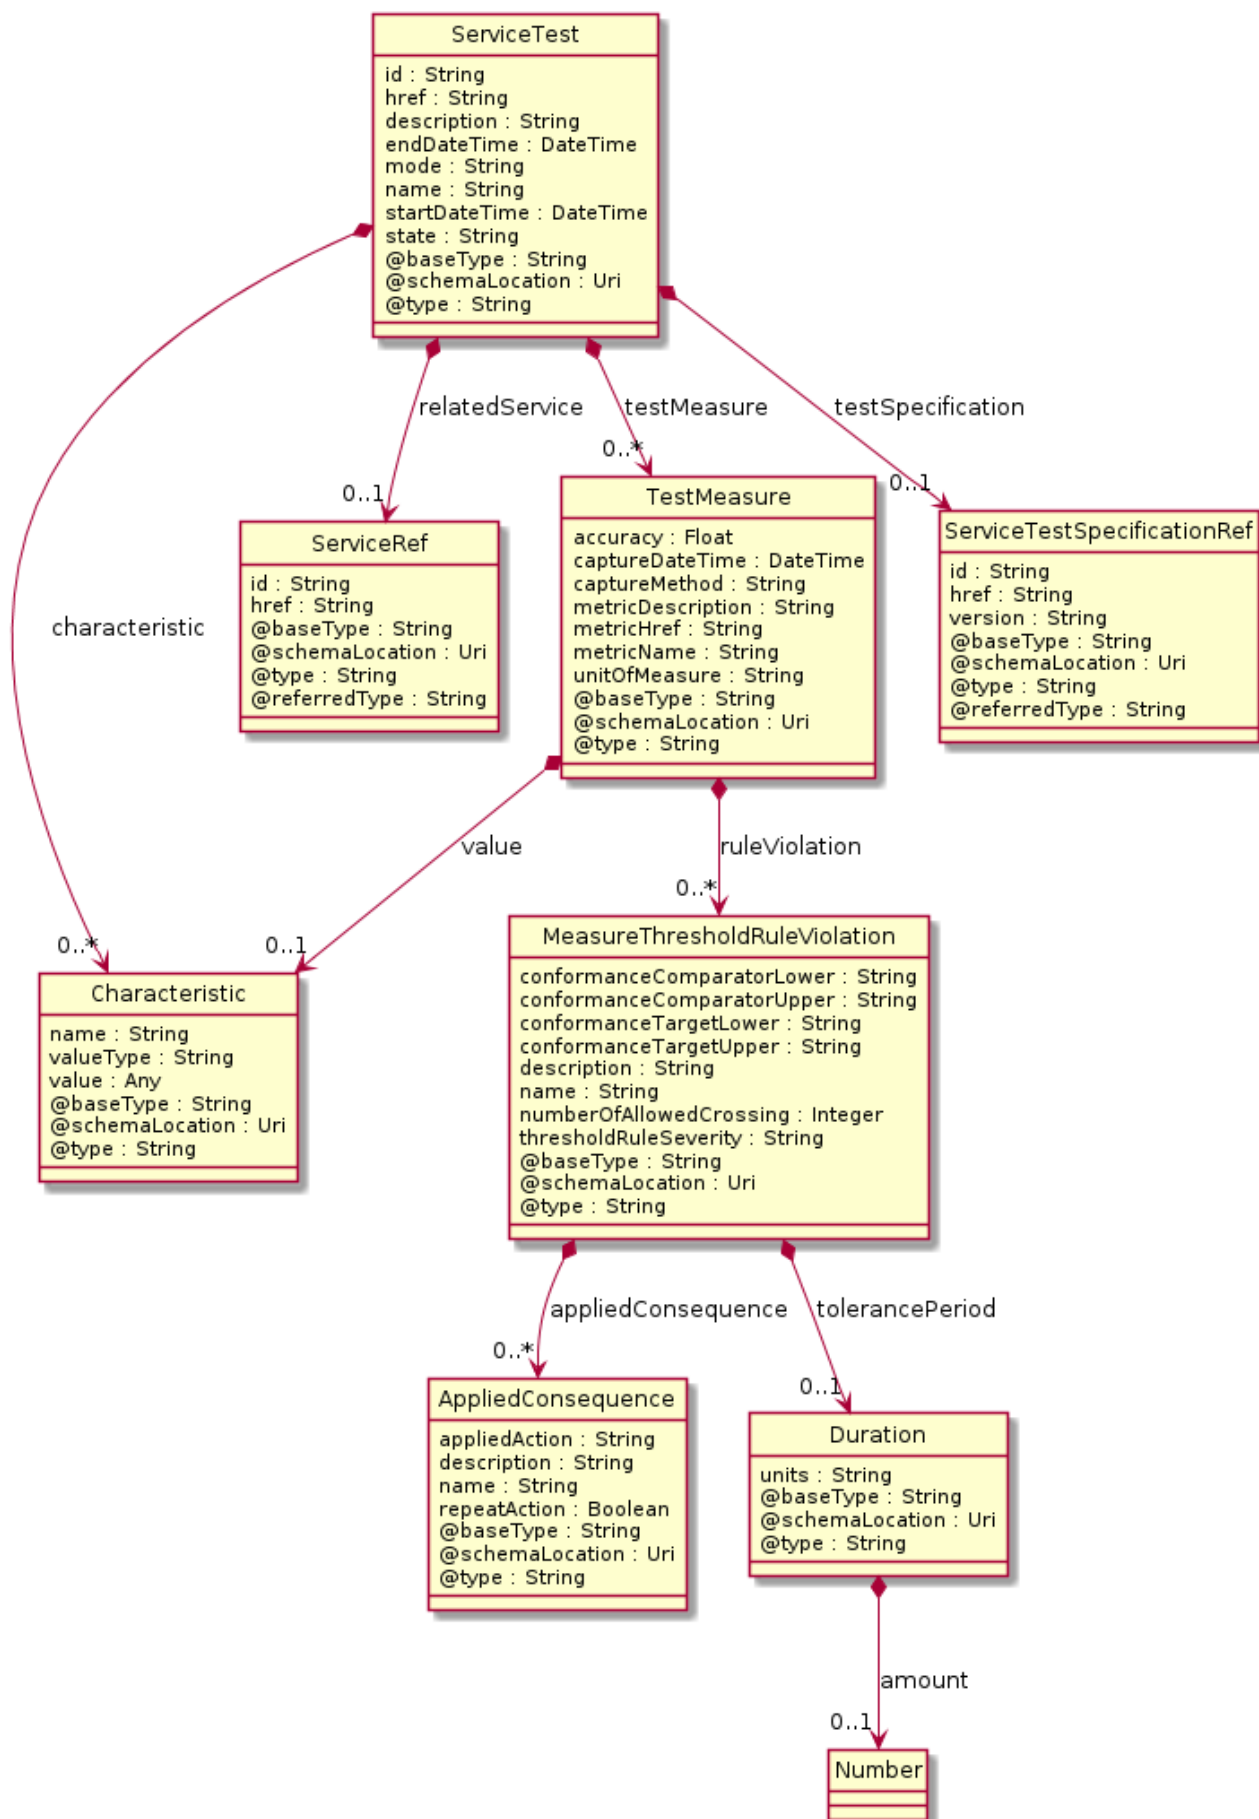 ServiceTest
id : String
href : String
description : String
endDateTime : DateTime
mode : String
name : String
startDateTime : DateTime
state : String
@baseType : String
@schemaLocation : Uri
@type : String
relatedService
testMeasure
testSpecification
0..*
0..1
0..1
ServiceRef
id : String
href : String
@baseType : String
@schemaLocation : Uri
@type : String
@referredType : String
TestMeasure
accuracy : Float
captureDateTime : DateTime
captureMethod : String
metricDescription : String
metricHref : String
metricName : String
unitOfMeasure : String
@baseType : String
@schemaLocation : Uri
@type : String
ServiceTestSpecificationRef
id : String
href : String
version : String
@baseType : String
@schemaLocation : Uri
@type : String
@referredType : String
characteristic
value
ruleViolation
0..*
0..*
0..1
Characteristic
name : String
valueType : String
value : Any
@baseType : String
@schemaLocation : Uri
@type : String
MeasureThresholdRuleViolation
conformanceComparatorLower : String
conformanceComparatorUpper : String
conformanceTargetLower : String
conformanceTargetUpper : String
description : String
name : String
numberOfAllowedCrossing : Integer
thresholdRuleSeverity : String
@baseType : String
@schemaLocation : Uri
@type : String
appliedConsequence
tolerancePeriod
0..*
0..1
AppliedConsequence
appliedAction : String
description : String
name : String
repeatAction : Boolean
@baseType : String
@schemaLocation : Uri
@type : String
Duration
units : String
@baseType : String
@schemaLocation : Uri
@type : String
amount
0..1
Number